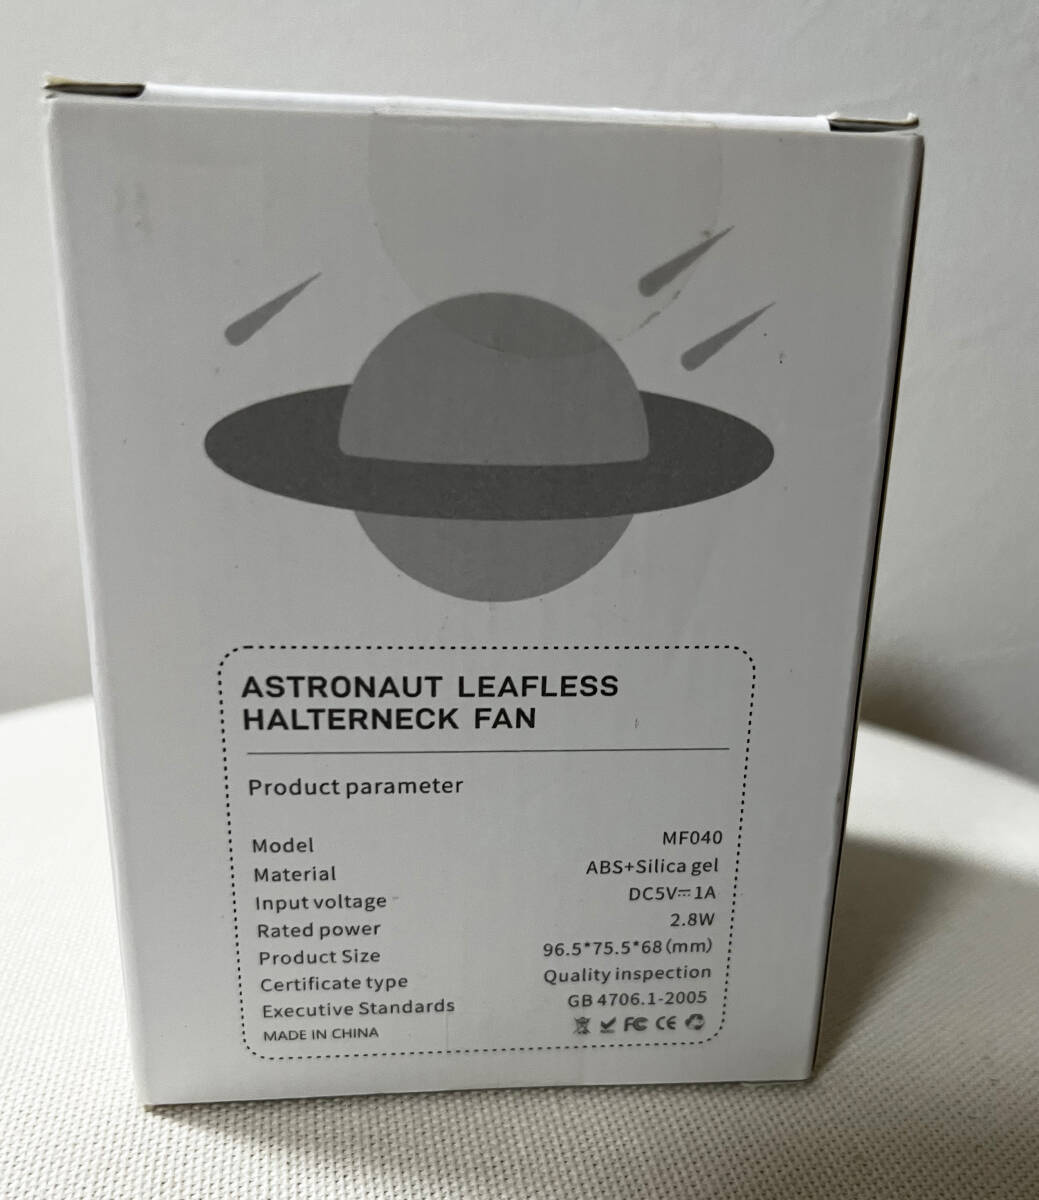 ASTRONAUT LEAFLESS
HALTERNECK FAN
Product parameter
Model MF040
Material ABS+Silica gel
Input voltage DC5V⎓1A
Rated power 2.8W
Product Size 96.5*75.5*68(mm)
Certificate type Quality inspection
Executive Standards GB 4706.1-2005
MADE IN CHINA FC CE